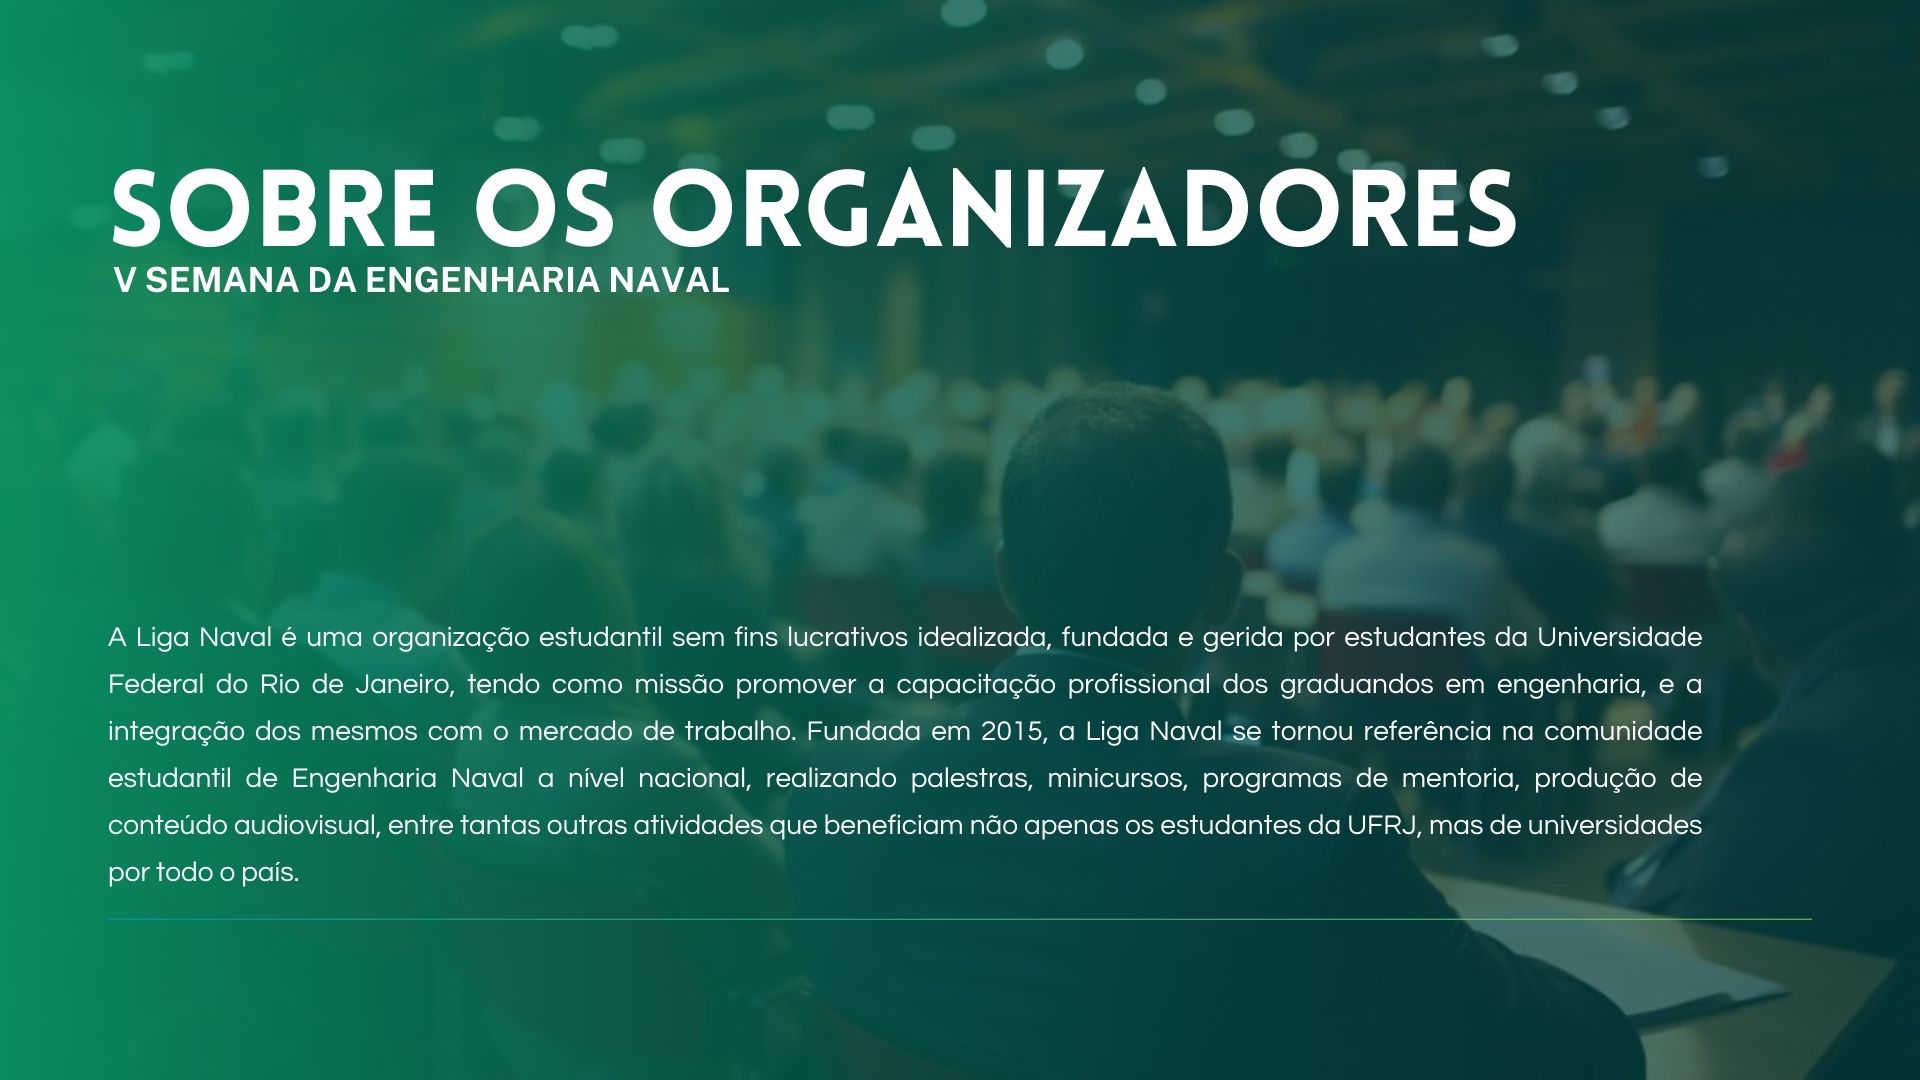 SOBRE OS ORGANIZADORES
V SEMANA DA ENGENHARIA NAVAL
A Liga Naval é uma organização estudantil sem fins lucrativos idealizada, fundada e gerida por estudantes da Universidade
Federal do Rio de Janeiro, tendo como missão promover a capacitação profissional dos graduandos em engenharia, e a
integração dos mesmos com o mercado de trabalho. Fundada em 2015, a Liga Naval se tornou referência na comunidade
estudantil de Engenharia Naval a nível nacional, realizando palestras, minicursos, programas de mentoria, produção de
conteúdo audiovisual, entre tantas outras atividades que beneficiam não apenas os estudantes da UFRJ, mas de universidades
por todo o país.